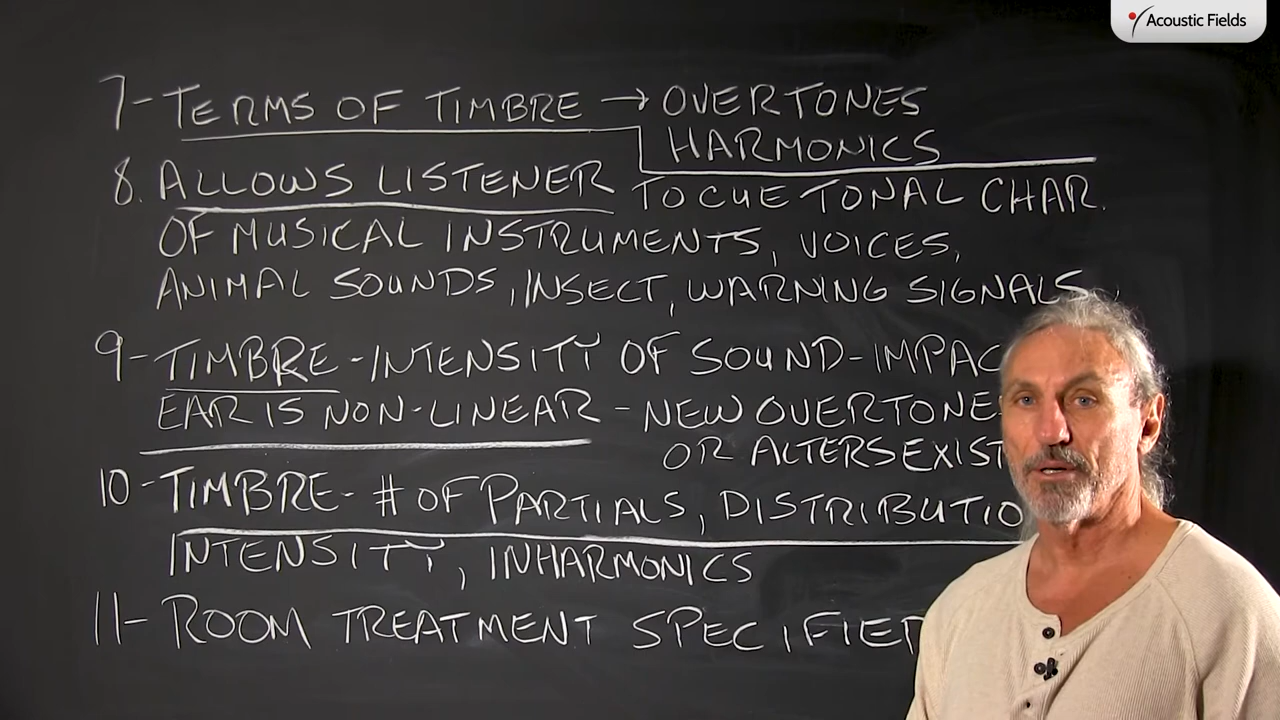 Acoustic Fields
7- TERMS OF TIMBRE → OVERTONES
HARMONICS
8. ALLOWS LISTENER TO CUE TONAL CHAR.
OF MUSICAL INSTRUMENTS, VOICES,
ANIMAL SOUNDS, INSECT, WARNING SIGNALS,
9- TIMBRE - INTENSITY OF SOUND - IMPAC
EAR IS NON-LINEAR - NEW OVERTONE
OR ALTERS EXIST
10- TIMBRE - # OF PARTIALS, DISTRIBUTIO
INTENSITY, INHARMONICS
11- ROOM TREATMENT SPECIFIED